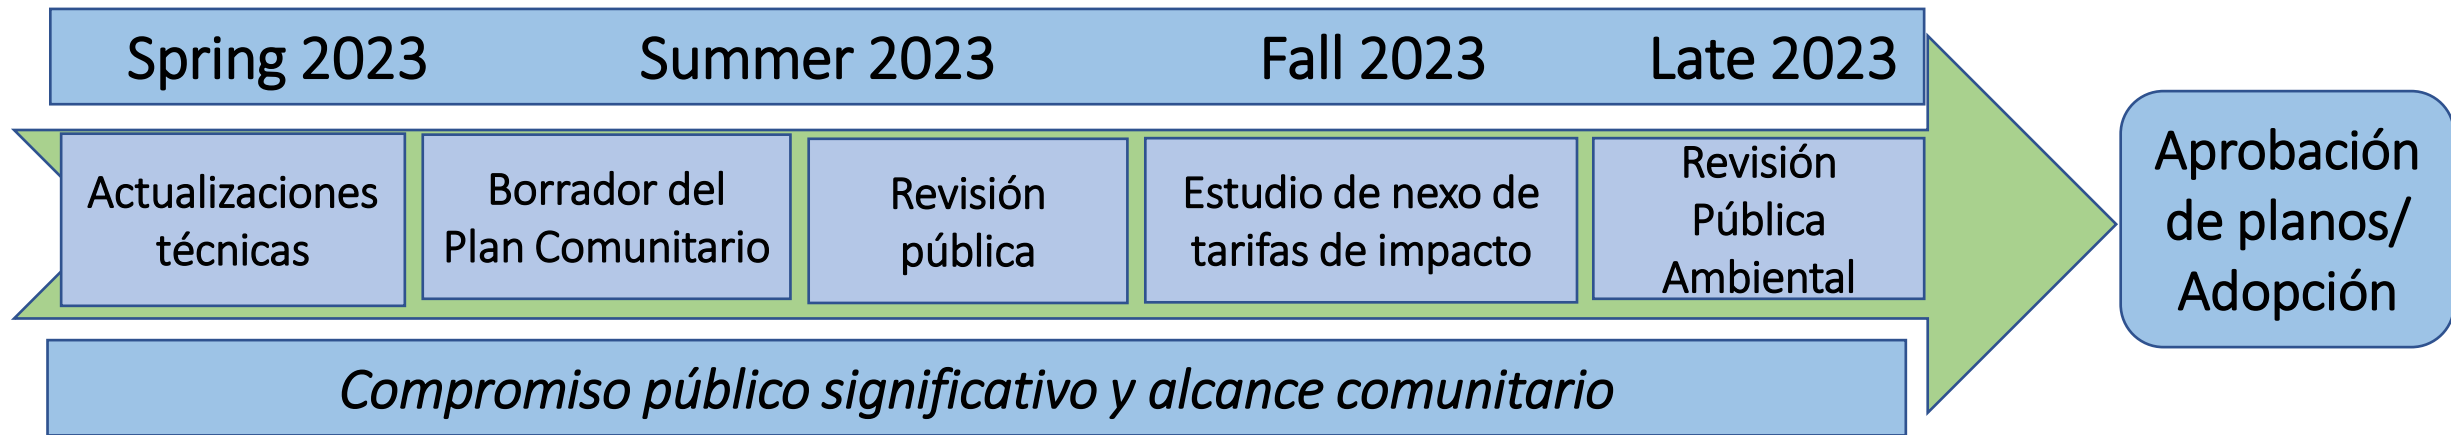 Spring 2023 Summer 2023 Fall 2023 Late 2023
Actualizaciones
técnicas
Borrador del
Plan Comunitario
Revisión
pública
Estudio de nexo de
tarifas de impacto
Revisión
Pública
Ambiental
Aprobación
de planos/
Adopción
Compromiso público significativo y alcance comunitario